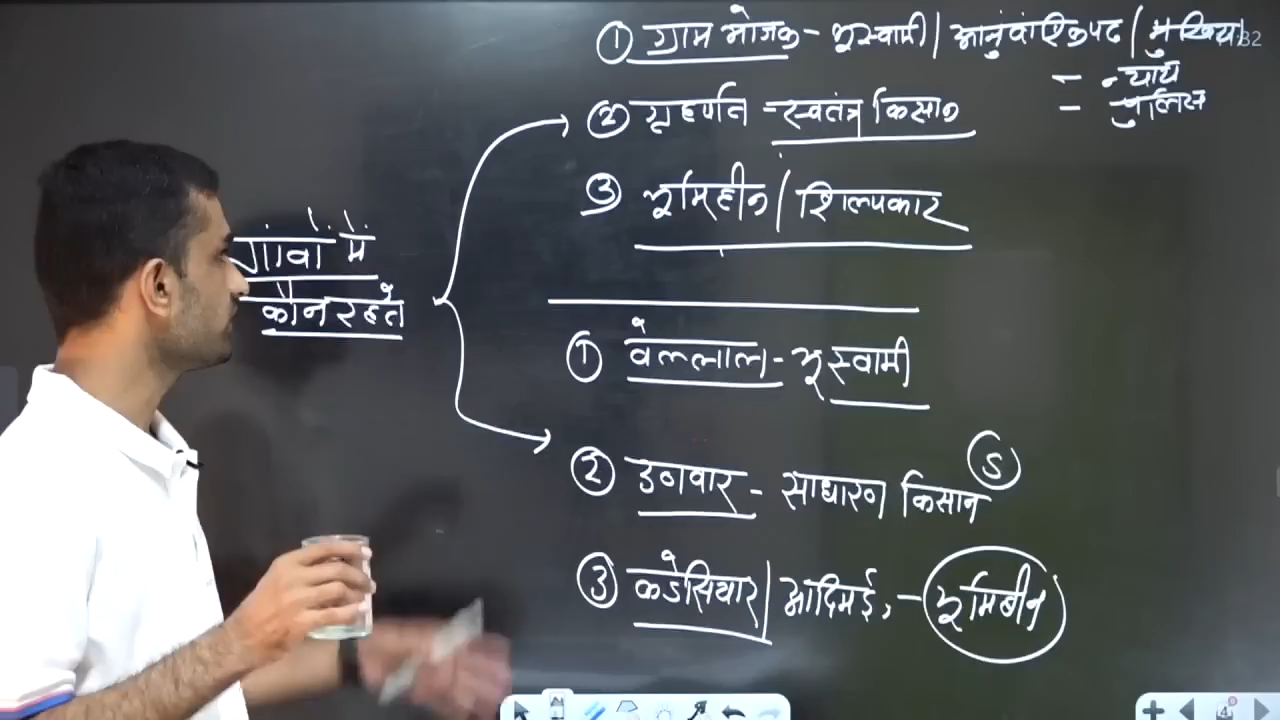 ① ग्राम भोजक - भूस्वामी / आनुवांशिक पद / मुखिया
- न्याय
- पुलिस
② गृहपति - स्वतंत्र किसान
③ भूमिहीन / शिल्पकार
गांवों में
कौन रहते
① वेल्लाल - भूस्वामी
② उणवार - साधारण किसान
S
③ कडेसियार / आदिमई, - भूमिहीन